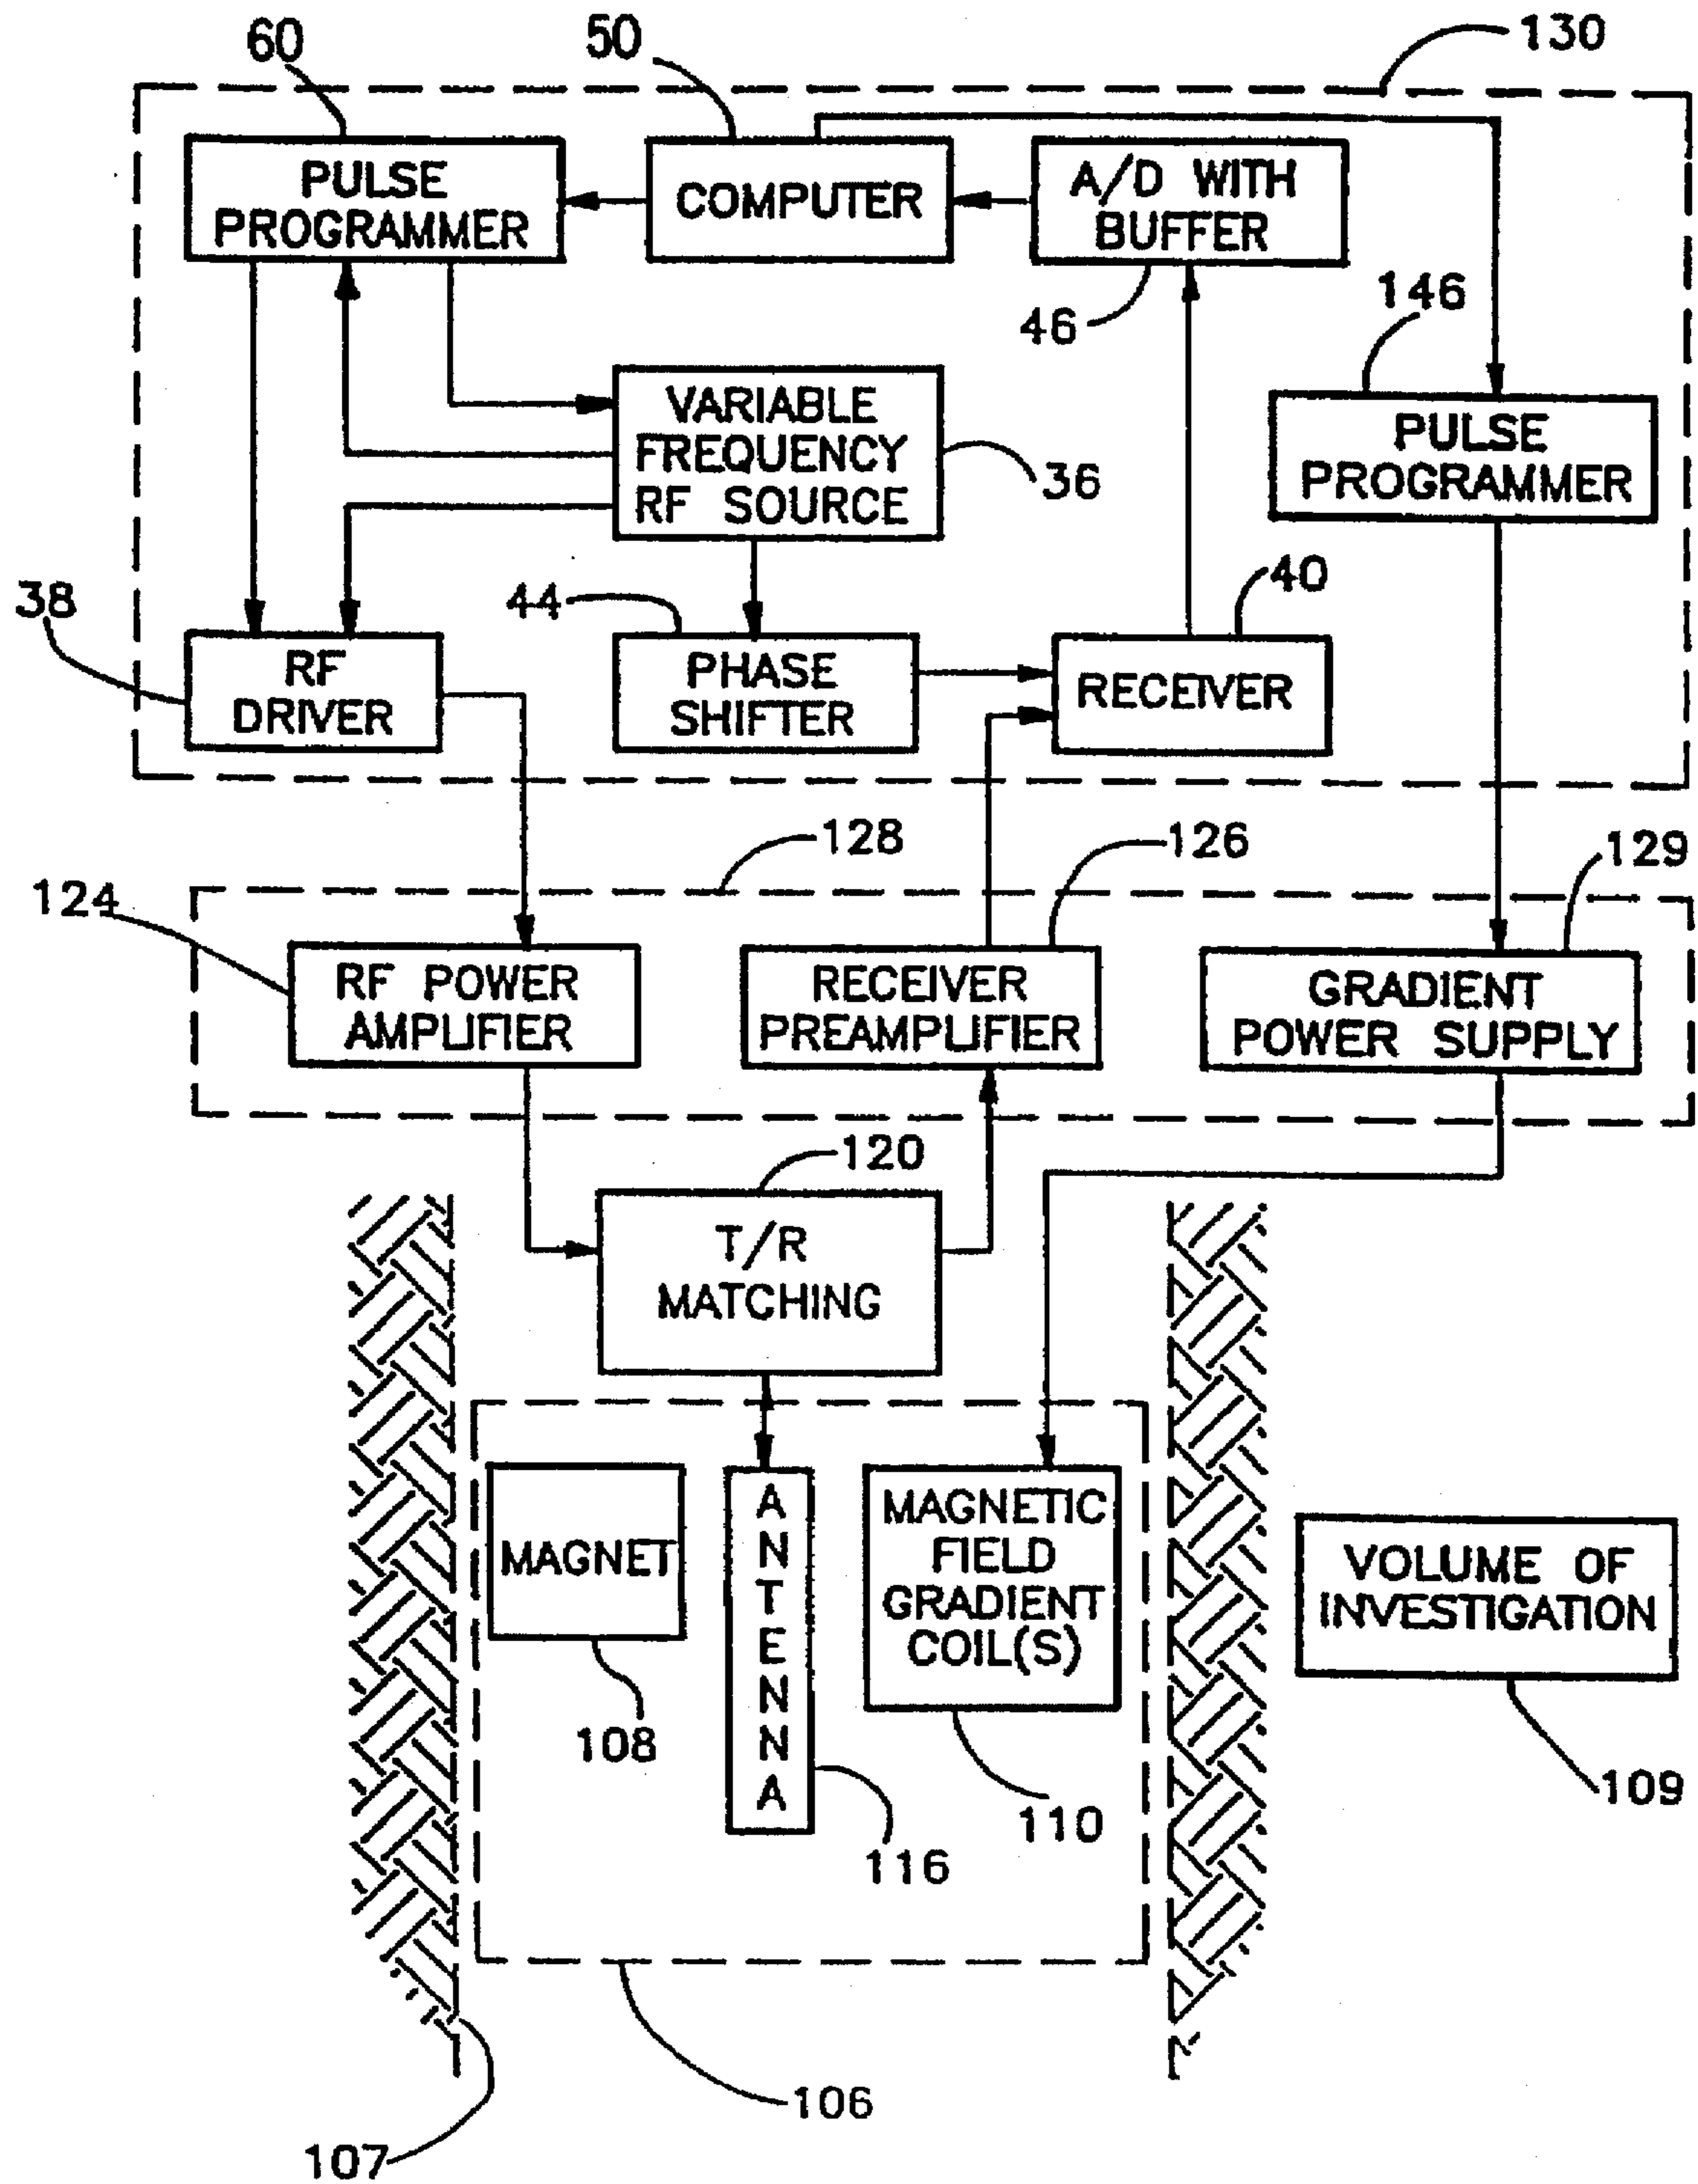 60
50
130
PULSE
PROGRAMMER
COMPUTER
A/D WITH
BUFFER
46
146
VARIABLE
FREQUENCY
RF SOURCE
36
PULSE
PROGRAMMER
38
44
40
RF
DRIVER
PHASE
SHIFTER
RECEIVER
128
126
129
124
RF POWER
AMPLIFIER
RECEIVER
PREAMPLIFIER
GRADIENT
POWER SUPPLY
120
T/R
MATCHING
MAGNET
ANTENNA
MAGNETIC
FIELD
GRADIENT
COIL(S)
VOLUME OF
INVESTIGATION
108
116
110
109
106
107